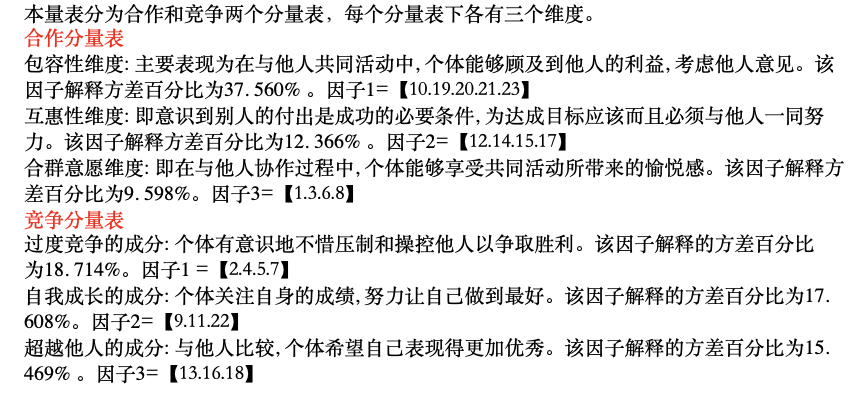 本量表分为合作和竞争两个分量表，每个分量表下各有三个维度。
合作分量表
包容性维度: 主要表现为在与他人共同活动中, 个体能够顾及到他人的利益, 考虑他人意见。该
因子解释方差百分比为37. 560% 。因子1=【10.19.20.21.23】
互惠性维度: 即意识到别人的付出是成功的必要条件, 为达成目标应该而且必须与他人一同努
力。该因子解释方差百分比为12. 366% 。因子2=【12.14.15.17】
合群意愿维度: 即在与他人协作过程中, 个体能够享受共同活动所带来的愉悦感。该因子解释方
差百分比为9. 598%。因子3=【1.3.6.8】
竞争分量表
过度竞争的成分: 个体有意识地不惜压制和操控他人以争取胜利。该因子解释的方差百分比
为18. 714%。因子1 =【2.4.5.7】
自我成长的成分: 个体关注自身的成绩, 努力让自己做到最好。该因子解释的方差百分比为17.
608%。因子2=【9.11.22】
超越他人的成分: 与他人比较, 个体希望自己表现得更加优秀。该因子解释的方差百分比为15.
469% 。因子3=【13.16.18】